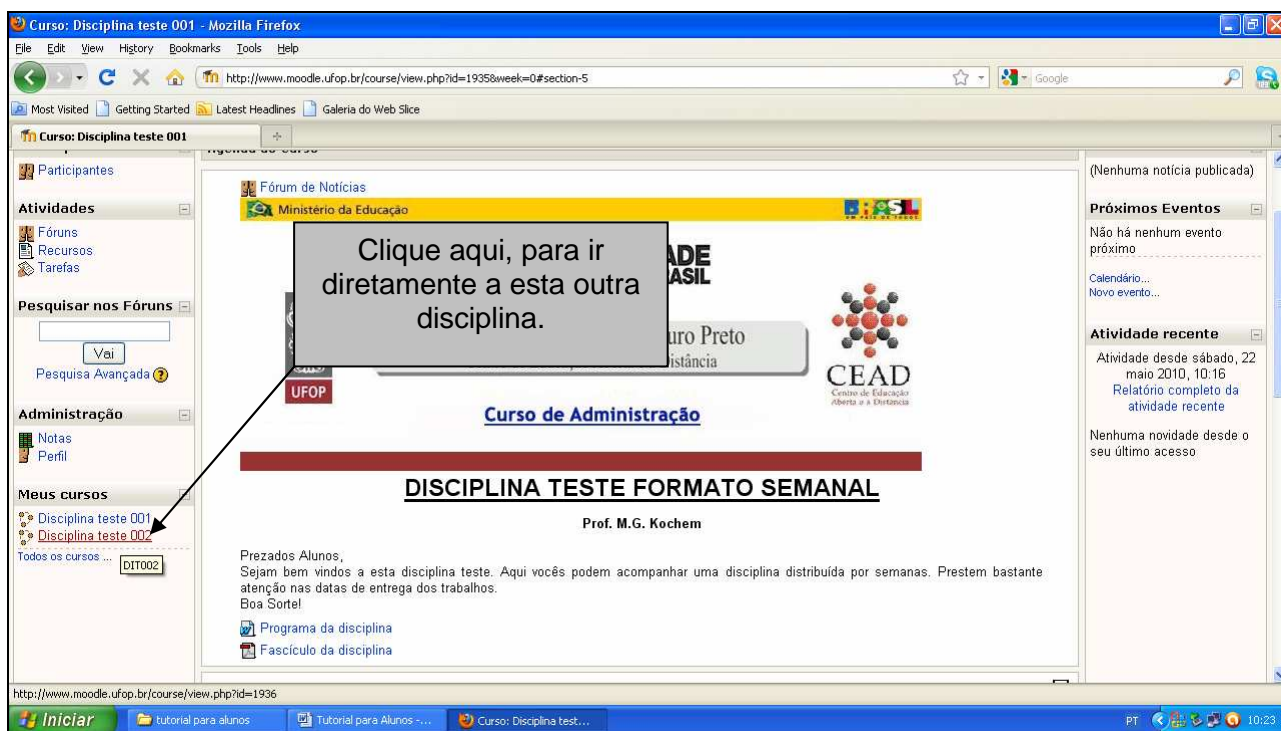 Curso: Disciplina teste 001 - Mozilla Firefox
File Edit View History Bookmarks Tools Help
http://www.moodle.ufop.br/course/view.php?id=1935&week=0#section-5
Google
Most Visited Getting Started Latest Headlines Galeria do Web Slice
Curso: Disciplina teste 001
Participantes
Atividades
Fóruns
Recursos
Tarefas
Pesquisar nos Fóruns
Vai
Pesquisa Avançada
Administração
Notas
Perfil
Meus cursos
Disciplina teste 001
Disciplina teste 002
Todos os cursos ...
DIT002
Fórum de Notícias
Ministério da Educação
BRASIL
Clique aqui, para ir
diretamente a esta outra
disciplina.
UFOP
CEAD
Centro de Educação
Aberta e a Distância
Curso de Administração
DISCIPLINA TESTE FORMATO SEMANAL
Prof. M.G. Kochem
Prezados Alunos,
Sejam bem vindos a esta disciplina teste. Aqui vocês podem acompanhar uma disciplina distribuída por semanas. Prestem bastante
atenção nas datas de entrega dos trabalhos.
Boa Sorte!
Programa da disciplina
Fascículo da disciplina
(Nenhuma notícia publicada)
Próximos Eventos
Não há nenhum evento
próximo
Calendário...
Novo evento...
Atividade recente
Atividade desde sábado, 22
maio 2010, 10:16
Relatório completo da
atividade recente
Nenhuma novidade desde o
seu último acesso
http://www.moodle.ufop.br/course/view.php?id=1936
Iniciar tutorial para alunos Tutorial para Alunos -... Curso: Disciplina test... PT 10:23